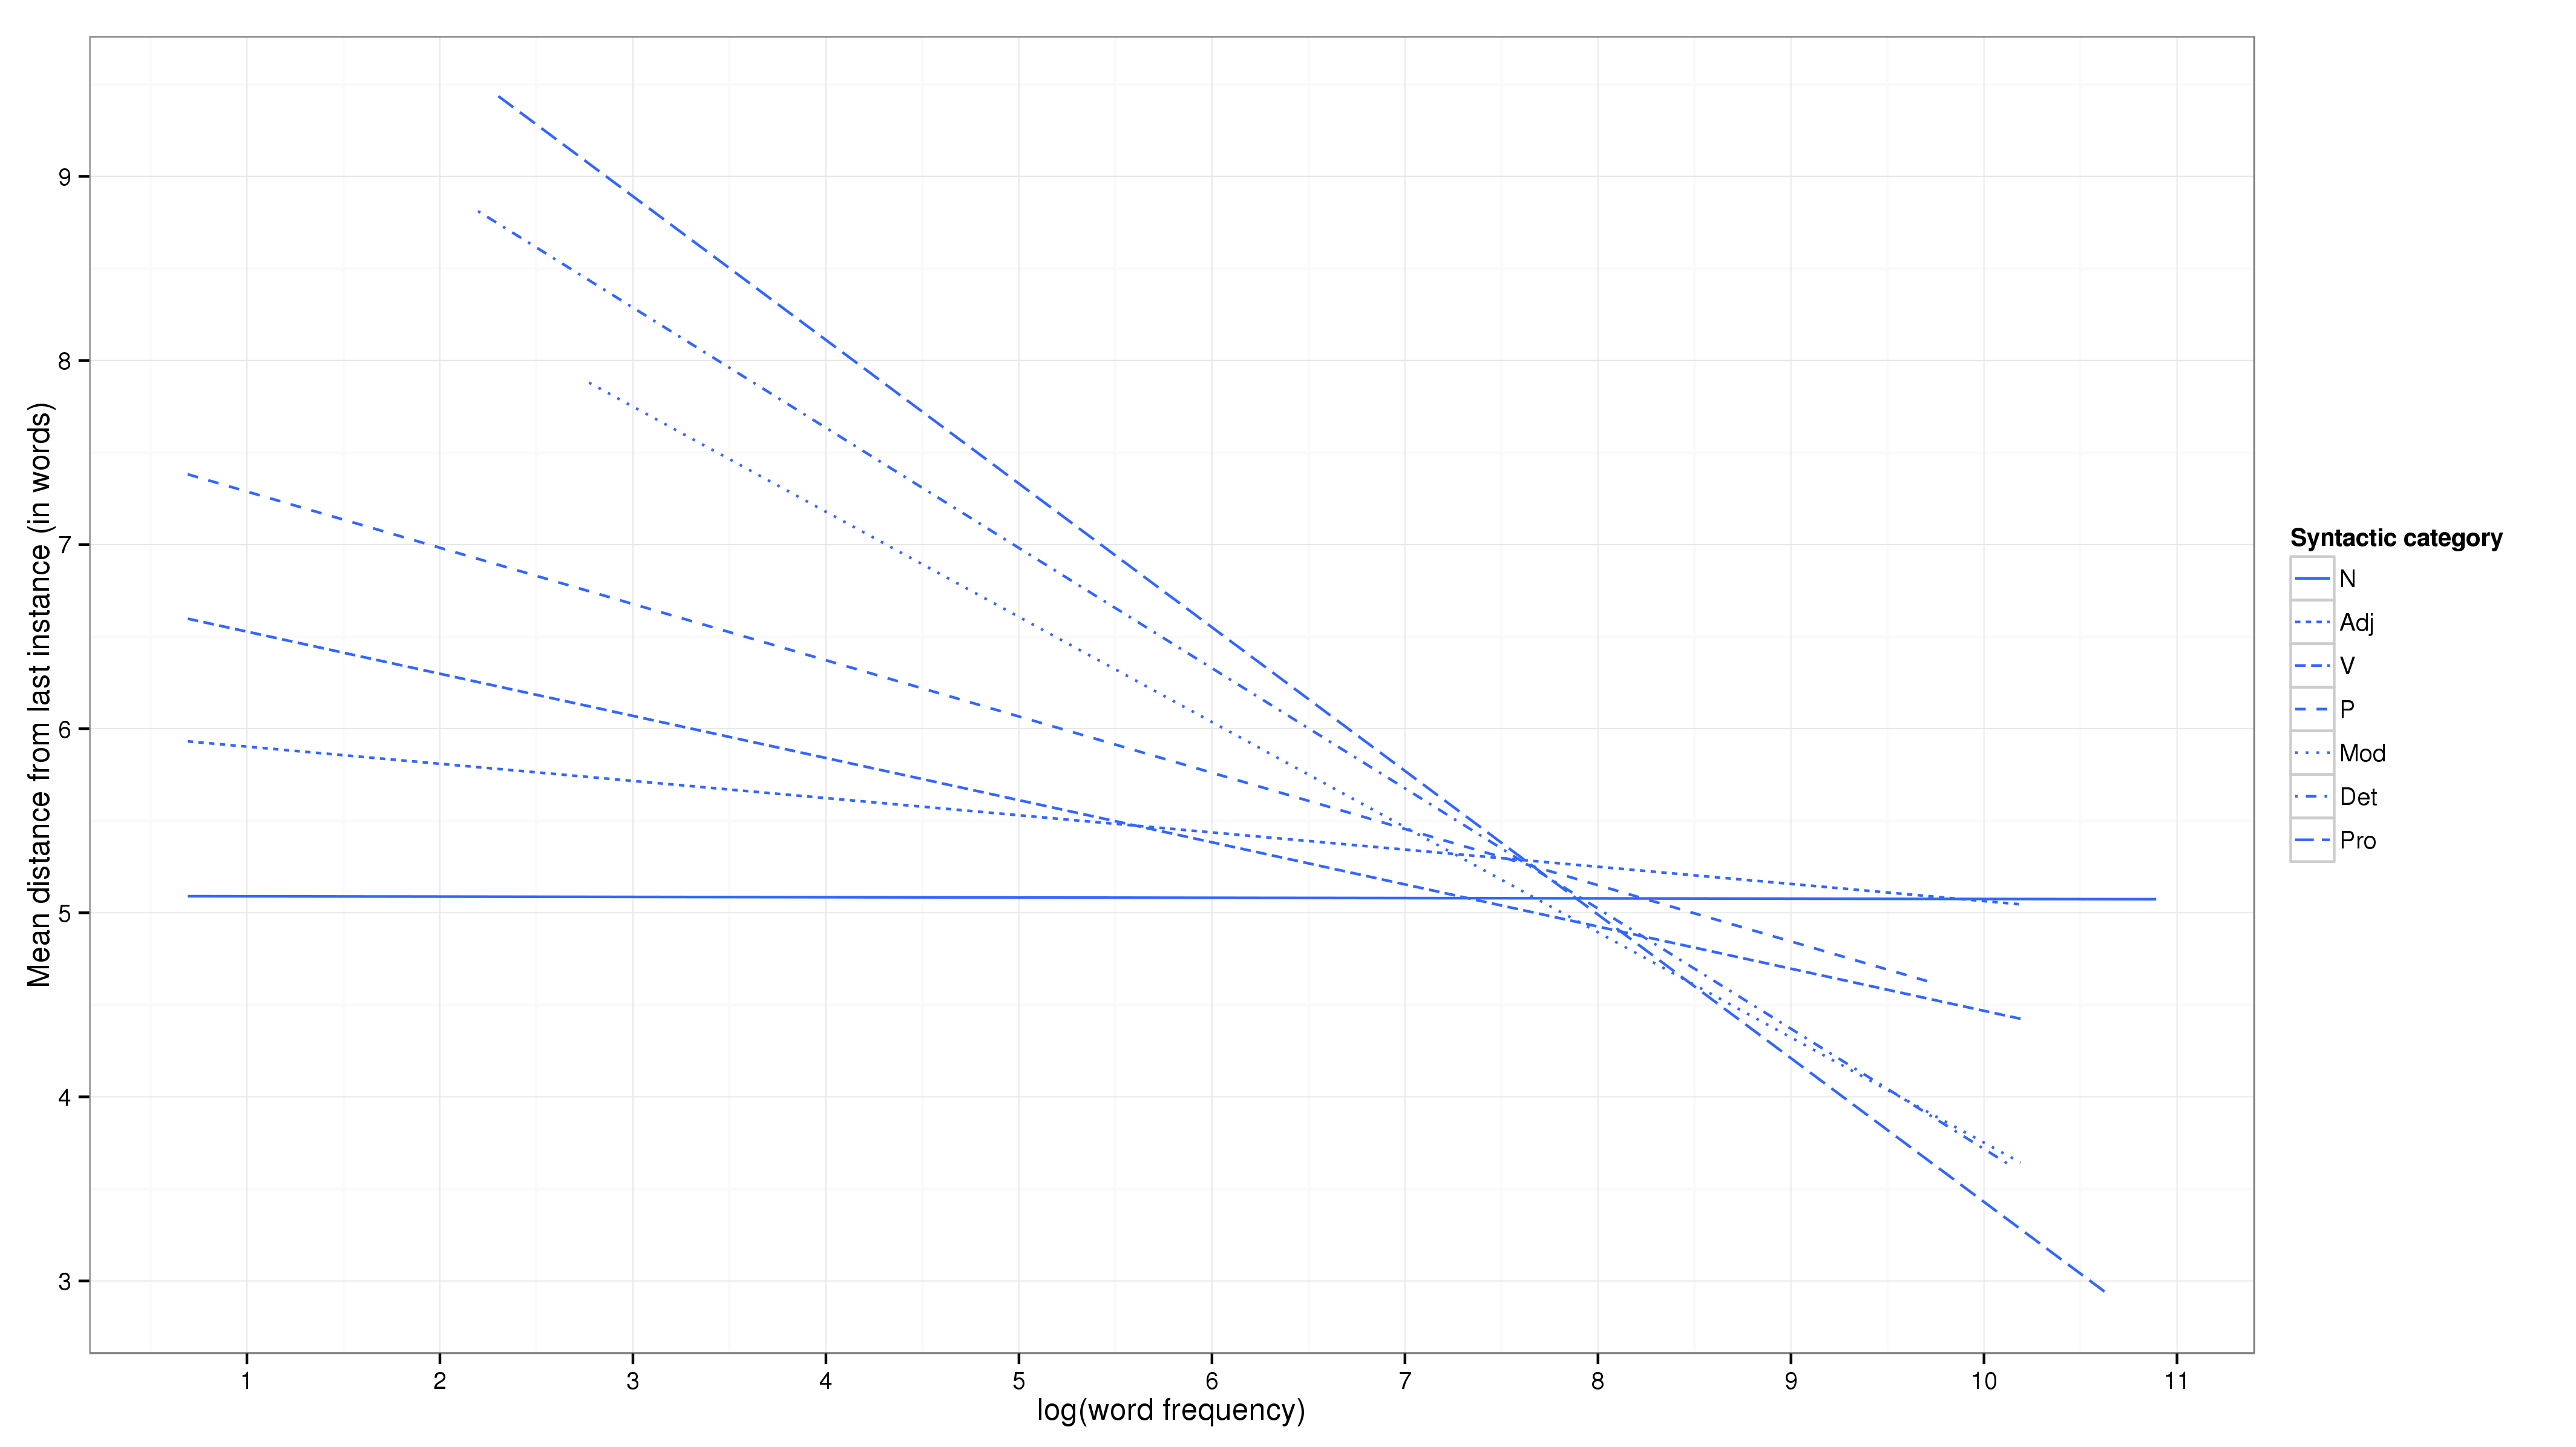 9
8
7
6
5
4
3
Mean distance from last instance (in words)
1 2 3 4 5 6 7 8 9 10 11
log(word frequency)
Syntactic category
N
Adj
V
P
Mod
Det
Pro